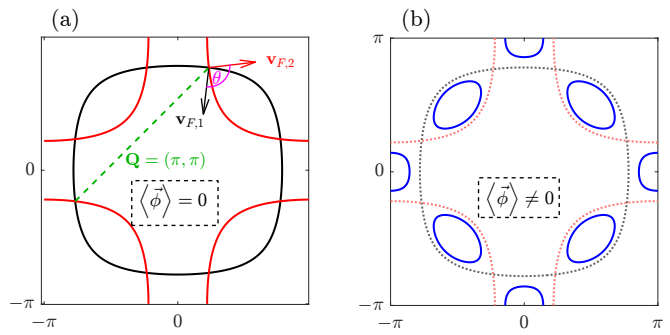 (a)
v_{F,2}
θ
v_{F,1}
0
Q = (π, π)
⟨ϕ⃗⟩ = 0
−π
−π
0
(b)
π
0
⟨ϕ⃗⟩ ≠ 0
−π
−π
0
π